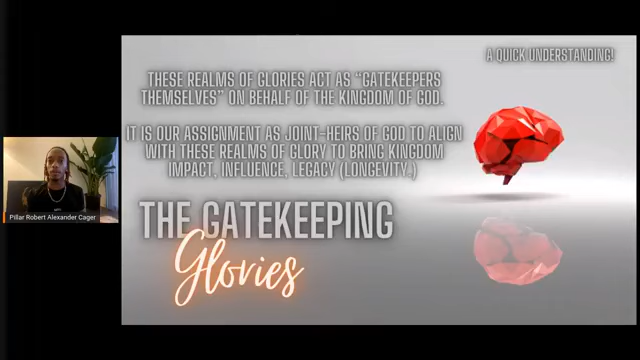 A QUICK UNDERSTANDING!
THESE REALMS OF GLORIES ACT AS “GATEKEEPERS
THEMSELVES” ON BEHALF OF THE KINGDOM OF GOD.
IT IS OUR ASSIGNMENT AS JOINT-HEIRS OF GOD TO ALIGN
WITH THESE REALMS OF GLORY TO BRING KINGDOM
IMPACT, INFLUENCE, LEGACY (LONGEVITY.)
THE GATEKEEPING
Glories
Pillar Robert Alexander Cager